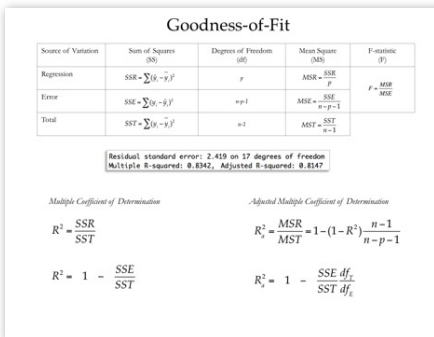 Goodness-of-Fit
Source of Variation Sum of Squares (SS) Degrees of Freedom (df) Mean Square (MS) F-statistic (F)
Regression SSR = ∑(ŷᵢ - ȳᵢ)² p MSR = SSR / p F = MSR / MSE
Error SSE = ∑(yᵢ - ŷᵢ)² n-p-1 MSE = SSE / n-p-1
Total SST = ∑(yᵢ - ȳᵢ)² n-1 MST = SST / n-1
Residual standard error: 2.419 on 17 degrees of freedom
Multiple R-squared: 0.8342, Adjusted R-squared: 0.8147
Multiple Coefficient of Determination
R² = SSR / SST
R² = 1 - SSE / SST
Adjusted Multiple Coefficient of Determination
R²ₐ = MSR / MST = 1-(1-R²) n-1 / n-p-1
R²ₐ = 1 - SSE / SST df_T / df_E